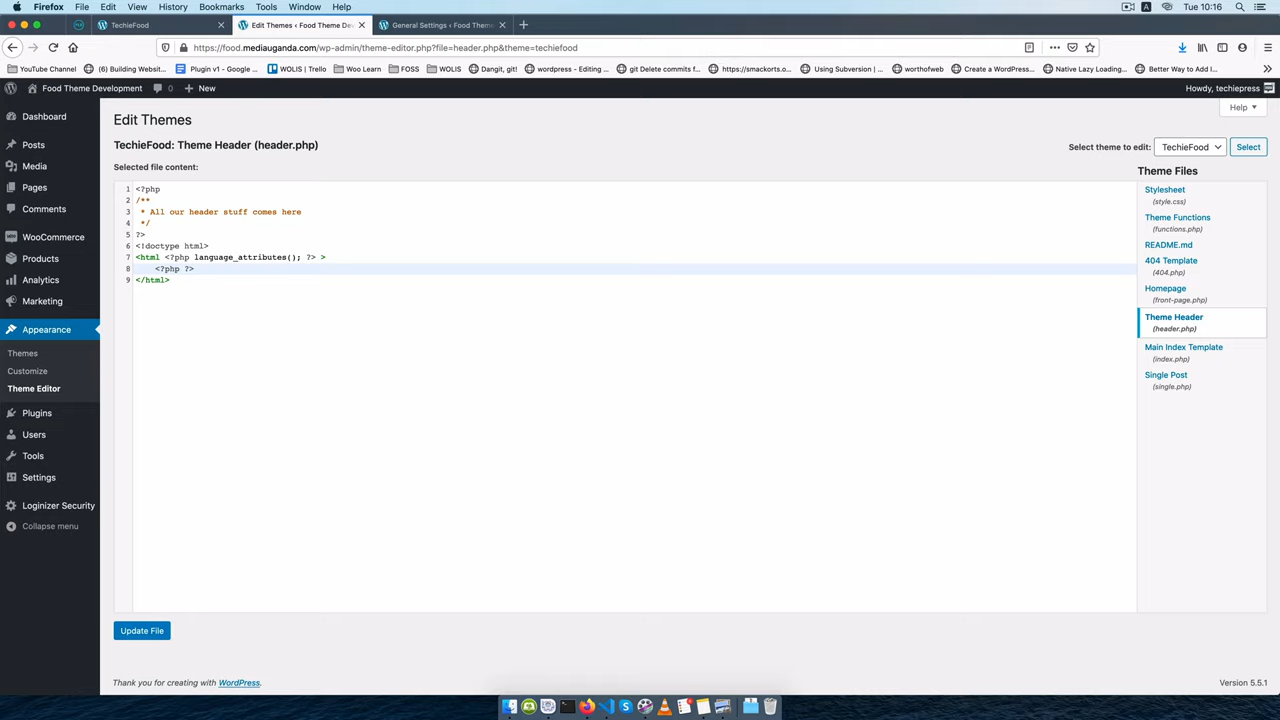 Firefox File Edit View History Bookmarks Tools Window Help Tue 10:16
TechieFood Edit Themes ‹ Food Theme De General Settings ‹ Food Theme
https://food.mediauganda.com/wp-admin/theme-editor.php?file=header.php&theme=techiefood
YouTube Channel (6) Building Websit... Plugin v1 - Google ... WOLIS | Trello Woo Learn FOSS WOLIS Dangit, git! wordpress - Editing ... git Delete commits f... https://smackorts.o... Using Subversion | ... worthofweb Create a WordPress... Native Lazy Loading... Better Way to Add I...
Food Theme Development 0 New Howdy, techiepress
Help
Dashboard
Posts
Media
Pages
Comments
WooCommerce
Products
Analytics
Marketing
Appearance
Themes
Customize
Theme Editor
Plugins
Users
Tools
Settings
Loginizer Security
Collapse menu
Edit Themes
TechieFood: Theme Header (header.php)
Select theme to edit: TechieFood Select
Selected file content:
1 <?php
2 /**
3 * All our header stuff comes here
4 */
5 ?>
6 <!doctype html>
7 <html <?php language_attributes(); ?> >
8 <?php ?>
9 </html>
Theme Files
Stylesheet
(style.css)
Theme Functions
(functions.php)
README.md
404 Template
(404.php)
Homepage
(front-page.php)
Theme Header
(header.php)
Main Index Template
(index.php)
Single Post
(single.php)
Update File
Thank you for creating with WordPress.
Version 5.5.1